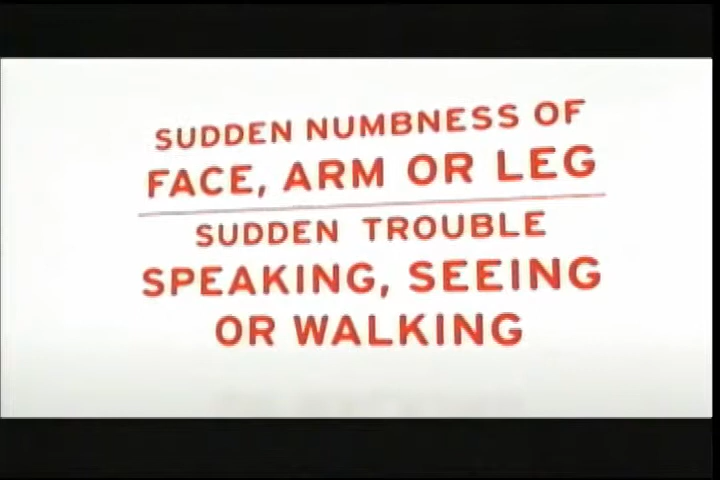 SUDDEN NUMBNESS OF
FACE, ARM OR LEG
SUDDEN TROUBLE
SPEAKING, SEEING
OR WALKING